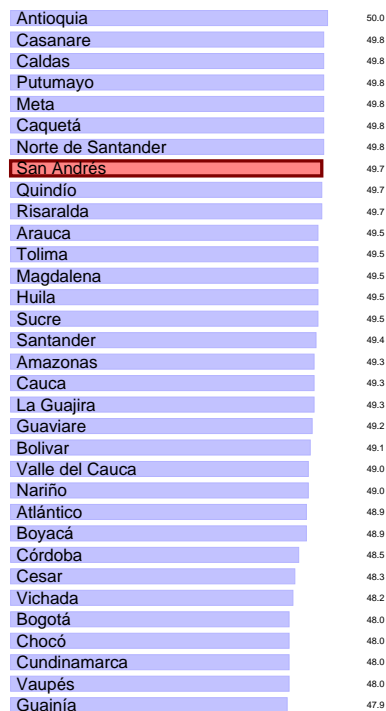 Antioquia 50.0
Casanare 49.8
Caldas 49.8
Putumayo 49.8
Meta 49.8
Caquetá 49.8
Norte de Santander 49.8
San Andrés 49.7
Quindío 49.7
Risaralda 49.7
Arauca 49.5
Tolima 49.5
Magdalena 49.5
Huila 49.5
Sucre 49.5
Santander 49.4
Amazonas 49.3
Cauca 49.3
La Guajira 49.3
Guaviare 49.2
Bolivar 49.1
Valle del Cauca 49.0
Nariño 49.0
Atlántico 48.9
Boyacá 48.9
Córdoba 48.5
Cesar 48.3
Vichada 48.2
Bogotá 48.0
Chocó 48.0
Cundinamarca 48.0
Vaupés 48.0
Guainía 47.9